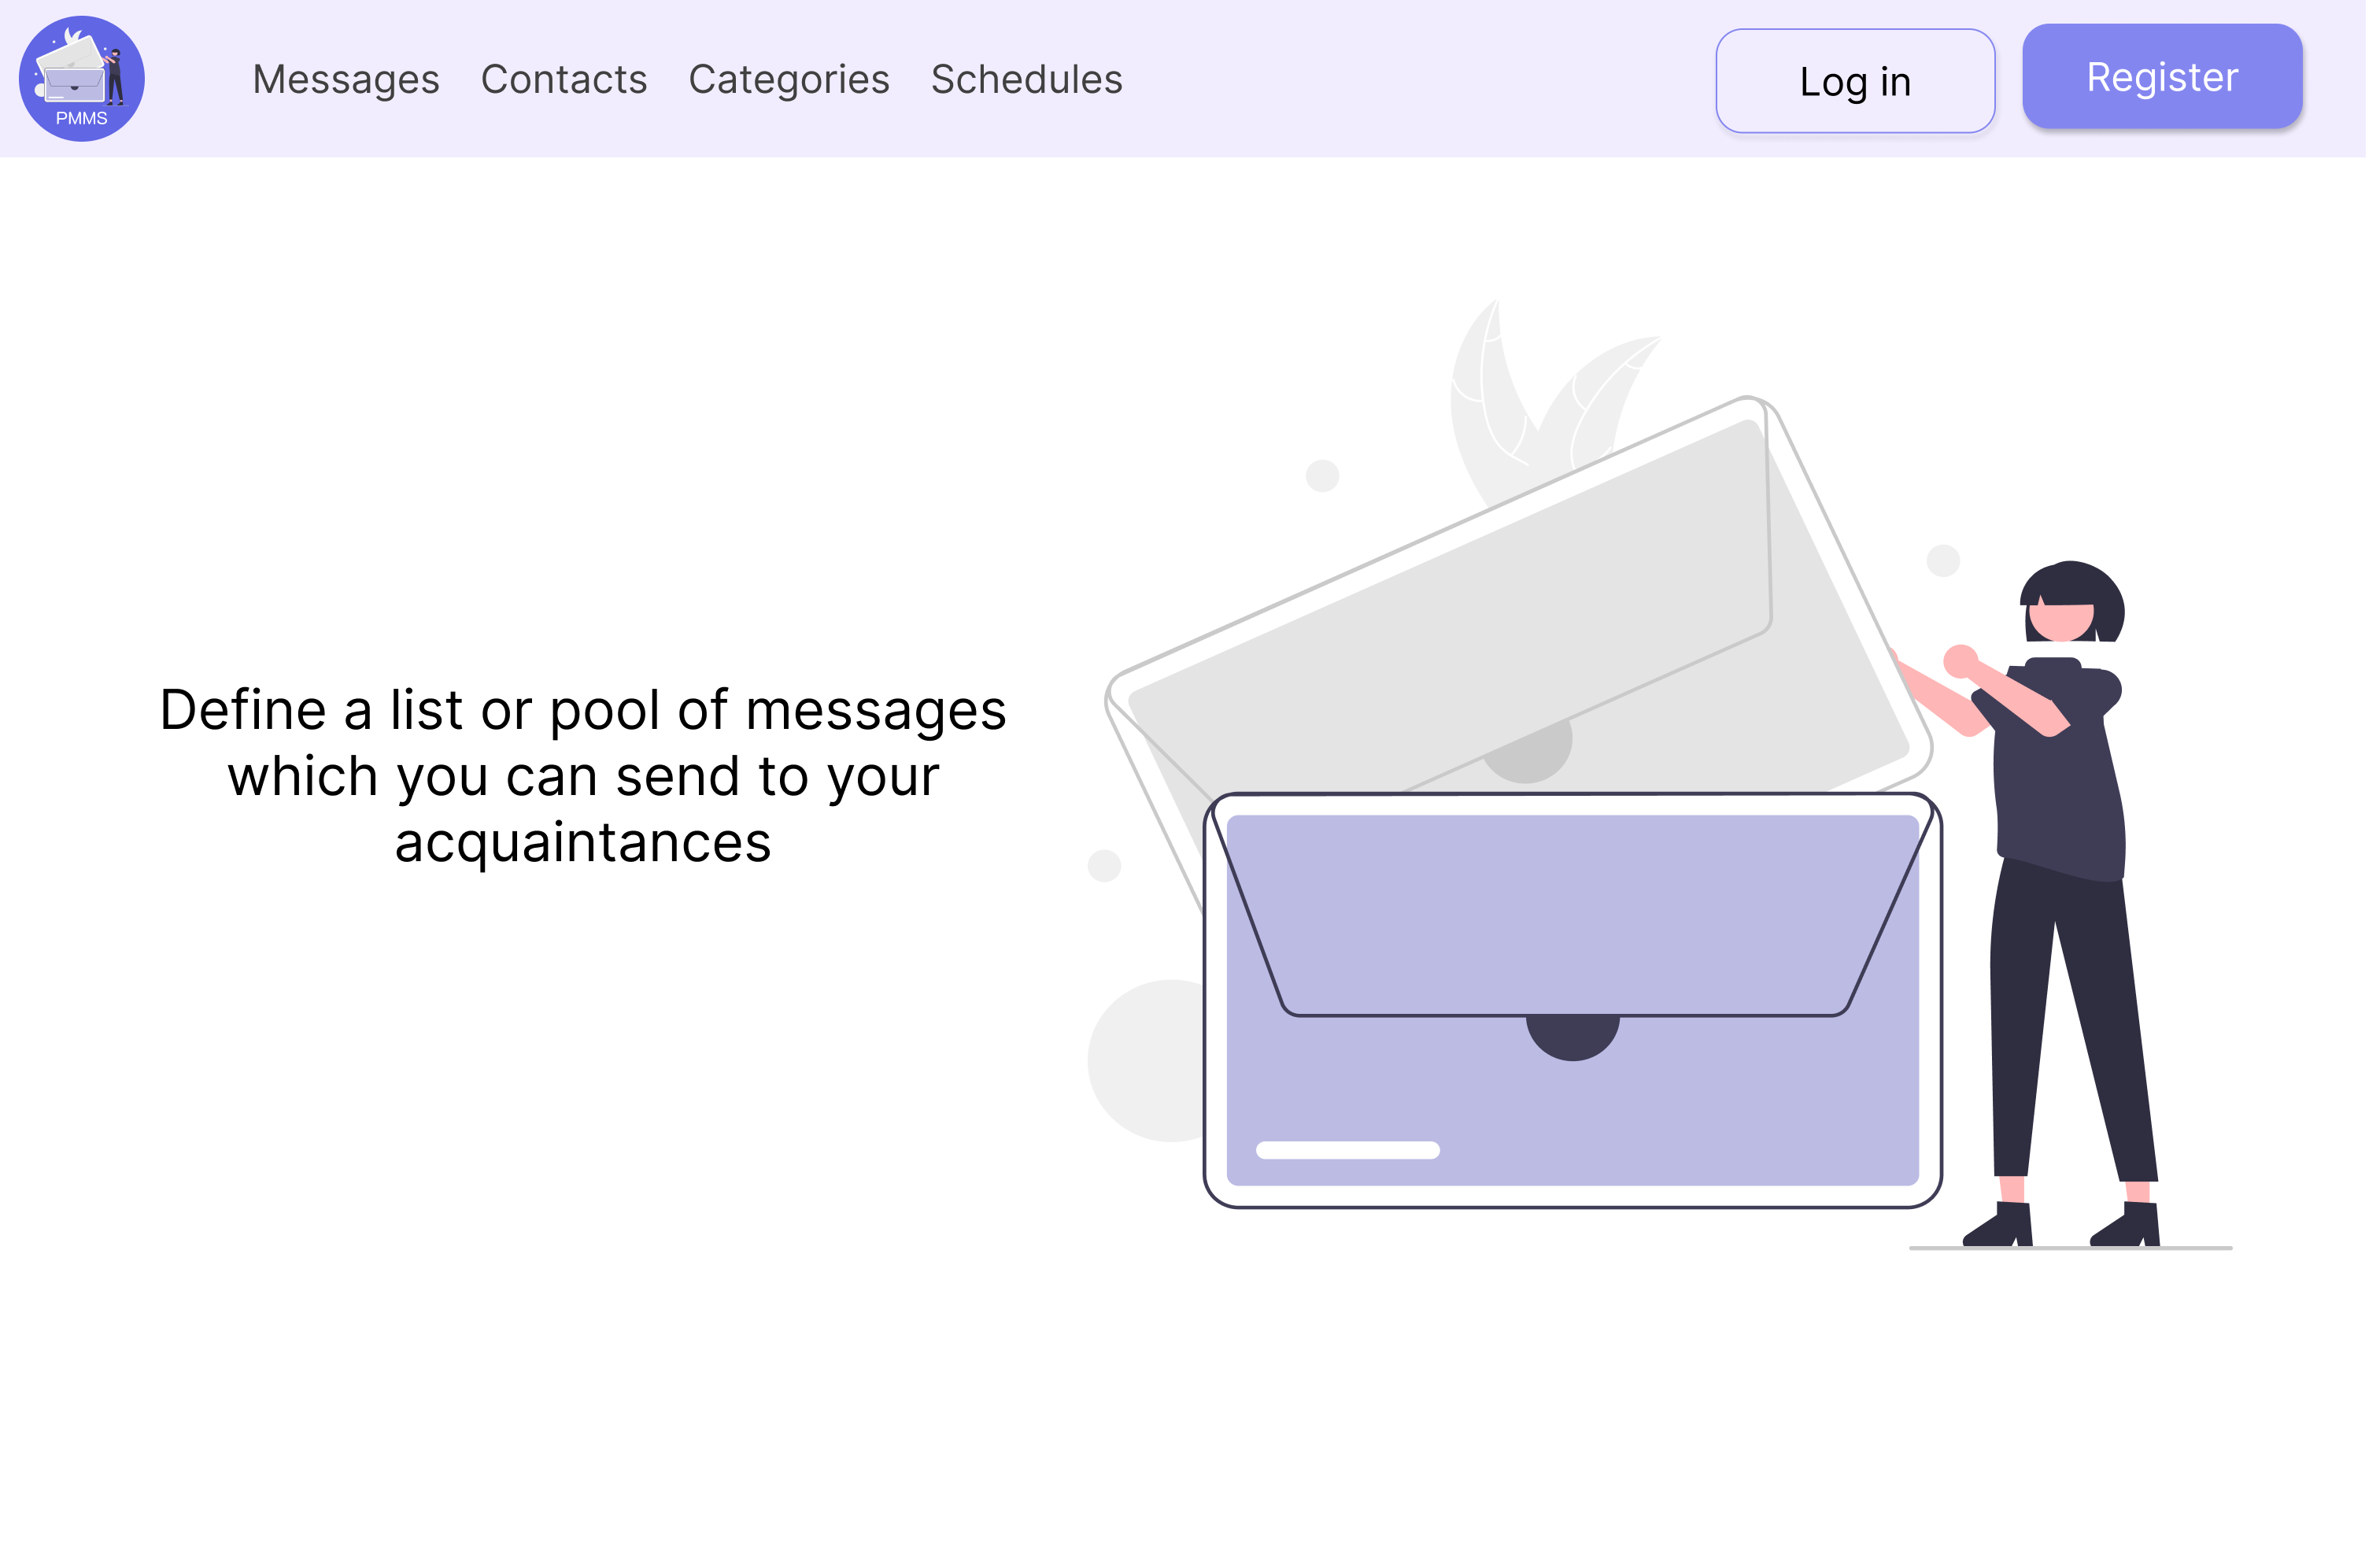 PMMS
Messages Contacts Categories Schedules
Log in
Register
Define a list or pool of messages
which you can send to your
acquaintances